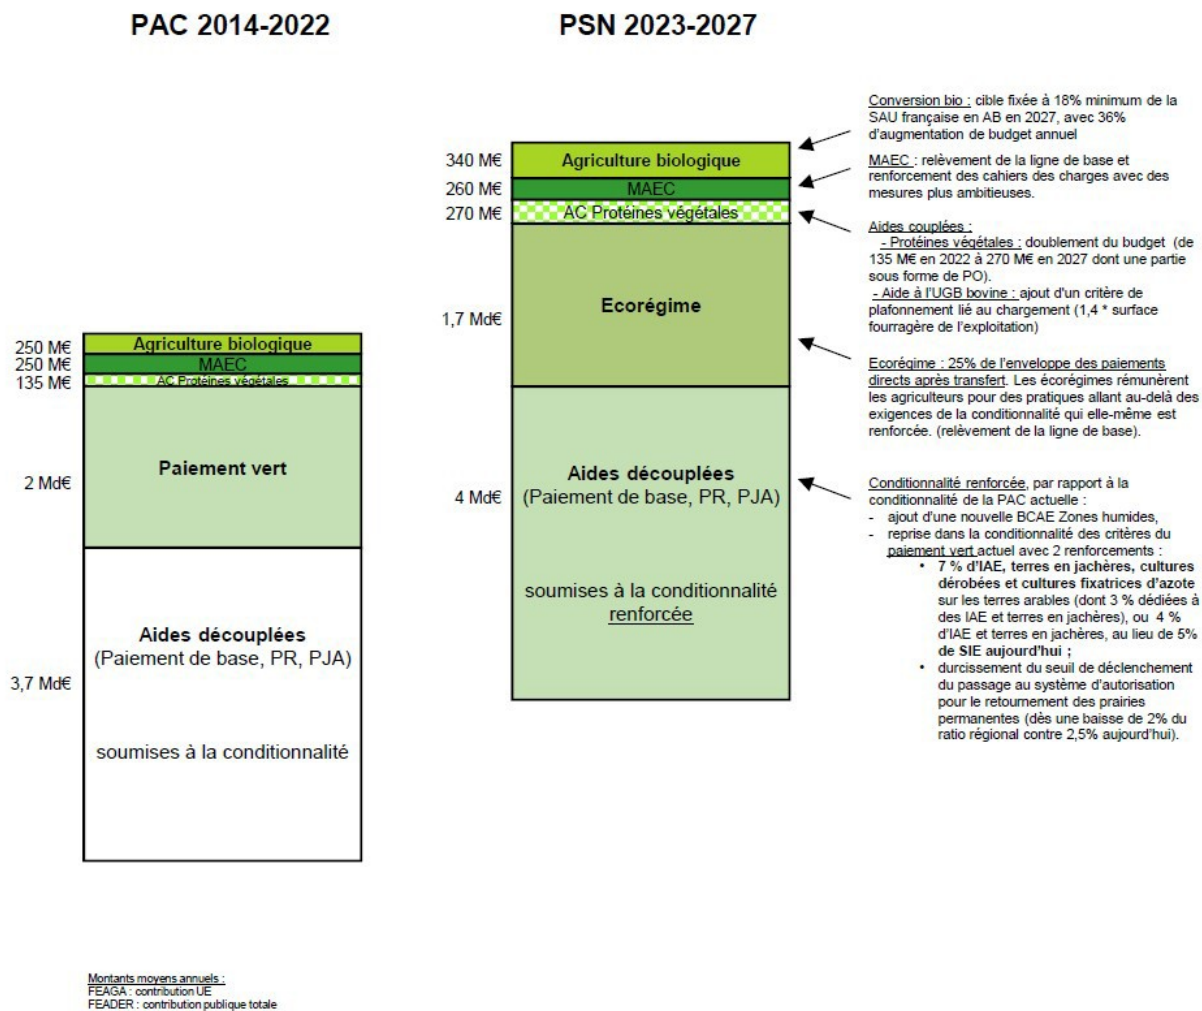 PAC 2014-2022
PSN 2023-2027
250 M€
Agriculture biologique
250 M€
MAEC
135 M€
AC Protéines végétales
2 Md€
Paiement vert
3,7 Md€
Aides découplées
(Paiement de base, PR, PJA)
soumises à la conditionnalité
340 M€
Agriculture biologique
260 M€
MAEC
270 M€
AC Protéines végétales
1,7 Md€
Ecorégime
4 Md€
Aides découplées
(Paiement de base, PR, PJA)
soumises à la conditionnalité
renforcée
Conversion bio : cible fixée à 18% minimum de la
SAU française en AB en 2027, avec 36%
d'augmentation de budget annuel
MAEC : relèvement de la ligne de base et
renforcement des cahiers des charges avec des
mesures plus ambitieuses.
Aides couplées :
- Protéines végétales : doublement du budget (de
135 M€ en 2022 à 270 M€ en 2027 dont une partie
sous forme de PO).
- Aide à l'UGB bovine : ajout d'un critère de
plafonnement lié au chargement (1,4 * surface
fourragère de l'exploitation)
Ecorégime : 25% de l'enveloppe des paiements
directs après transfert. Les écorégimes rémunèrent
les agriculteurs pour des pratiques allant au-delà des
exigences de la conditionnalité qui elle-même est
renforcée. (relèvement de la ligne de base).
Conditionnalité renforcée, par rapport à la
conditionnalité de la PAC actuelle :
- ajout d'une nouvelle BCAE Zones humides,
- reprise dans la conditionnalité des critères du
paiement vert actuel avec 2 renforcements :
• 7 % d'IAE, terres en jachères, cultures
dérobées et cultures fixatrices d'azote
sur les terres arables (dont 3 % dédiées à
des IAE et terres en jachères), ou 4 %
d'IAE et terres en jachères, au lieu de 5%
de SIE aujourd'hui ;
• durcissement du seuil de déclenchement
du passage au système d'autorisation
pour le retournement des prairies
permanentes (dès une baisse de 2% du
ratio régional contre 2,5% aujourd'hui).
Montants moyens annuels :
FEAGA : contribution UE
FEADER : contribution publique totale